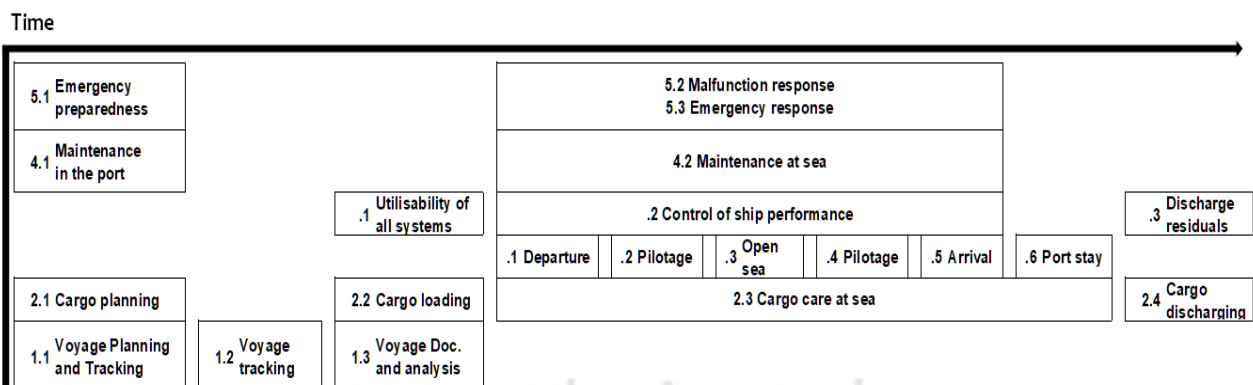 Time
5.1 Emergency
preparedness
5.2 Malfunction response
5.3 Emergency response
4.1 Maintenance
in the port
4.2 Maintenance at sea
.1 Utilisability of
all systems
.2 Control of ship performance
.3 Discharge
residuals
.1 Departure
.2 Pilotage
.3 Open
sea
.4 Pilotage
.5 Arrival
.6 Port stay
2.1 Cargo planning
2.2 Cargo loading
2.3 Cargo care at sea
2.4 Cargo
discharging
1.1 Voyage Planning
and Tracking
1.2 Voyage
tracking
1.3 Voyage Doc.
and analysis